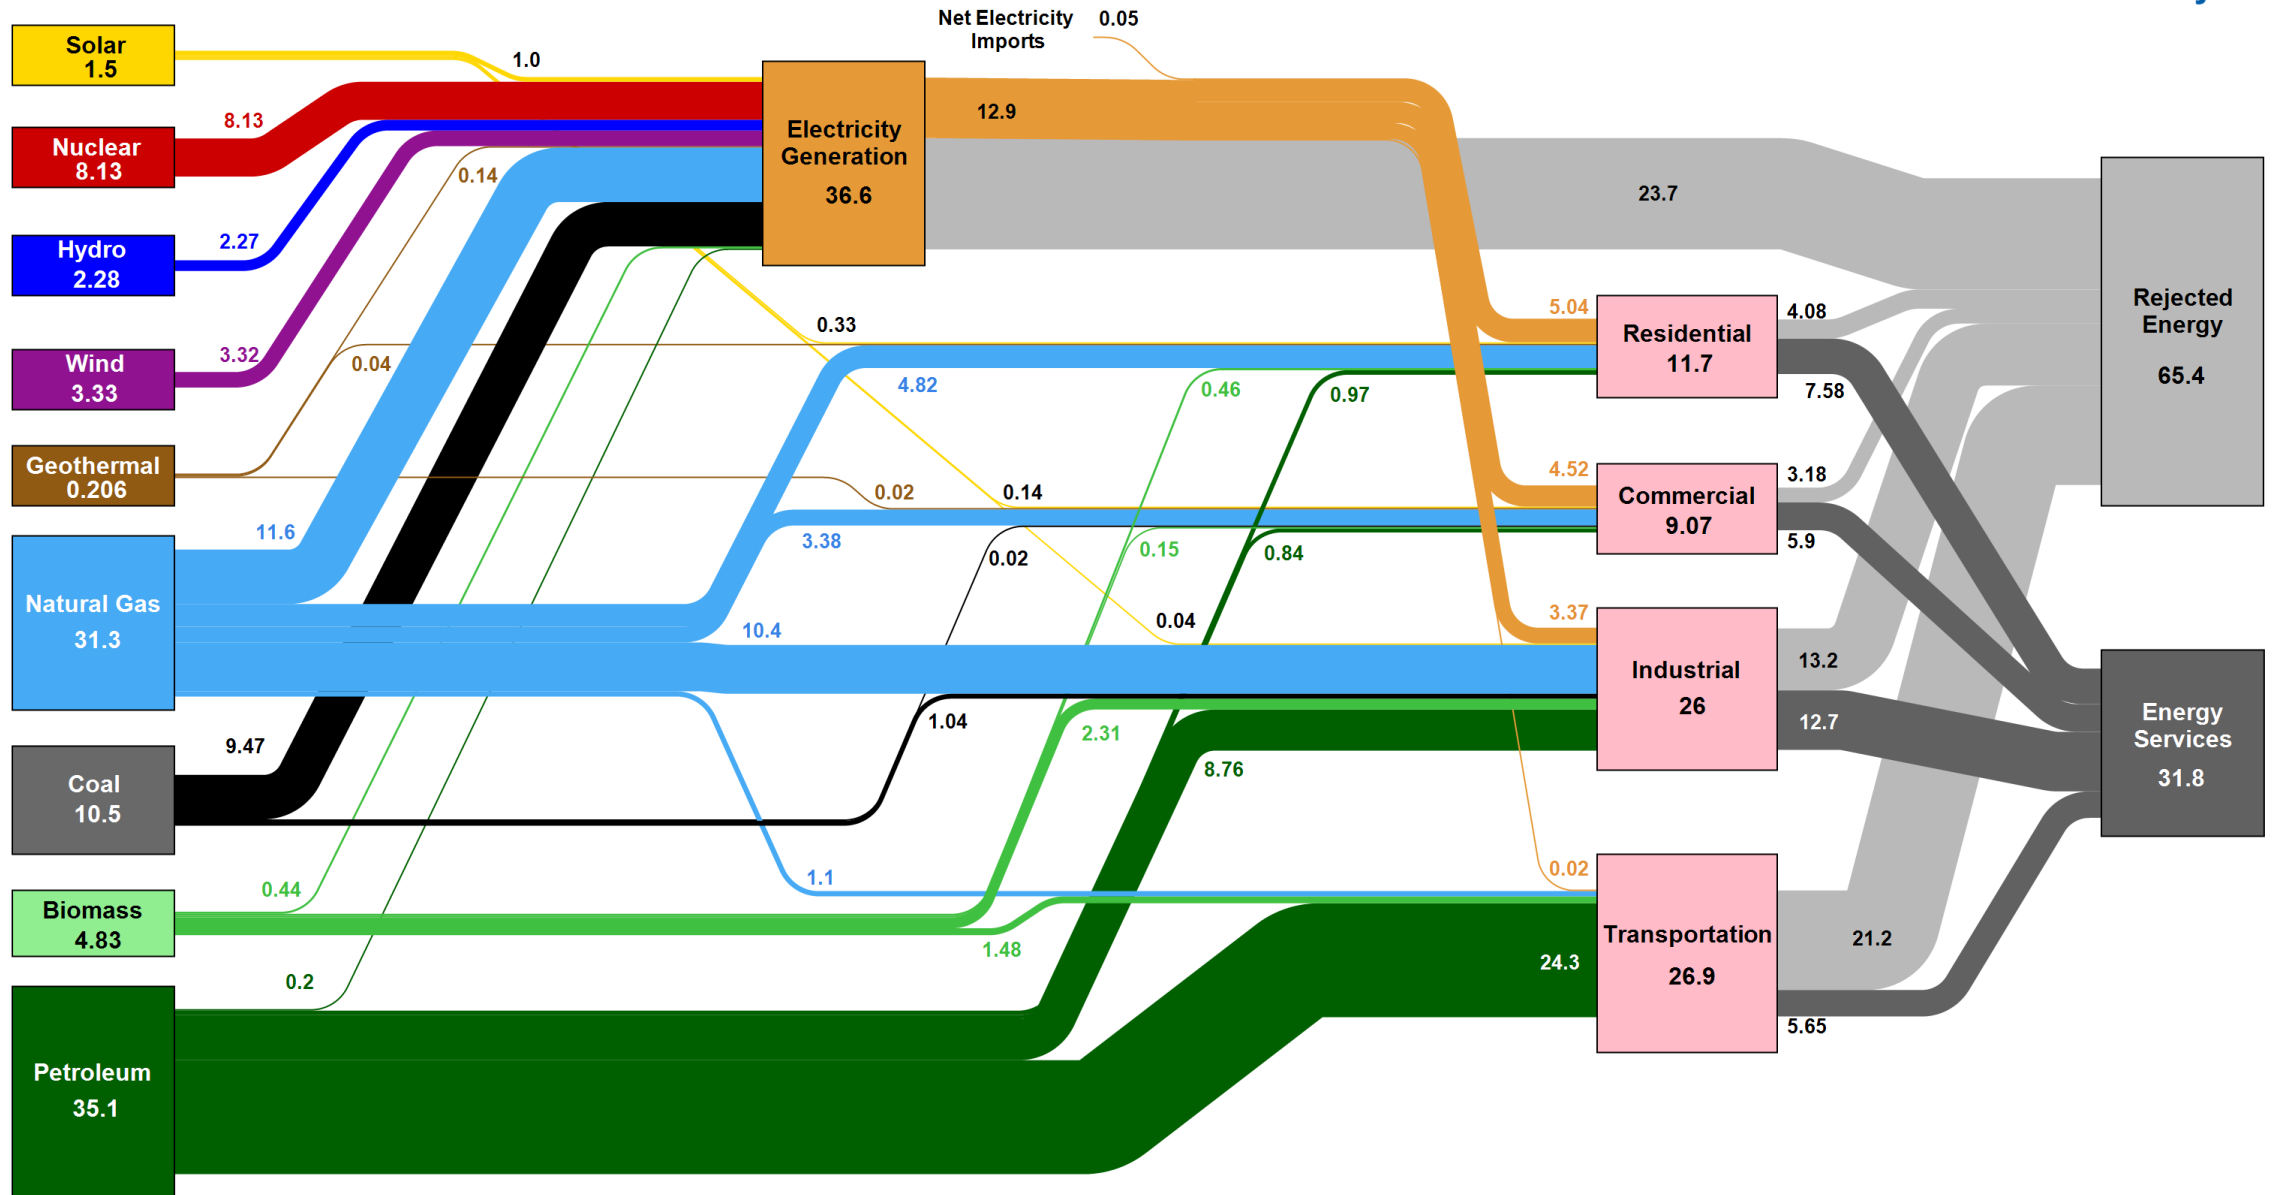 Net Electricity
Imports
0.05
Solar
1.5
1.0
Nuclear
8.13
8.13
Hydro
2.28
2.27
Wind
3.33
3.32
Geothermal
0.206
0.14
0.04
0.02
Natural Gas
31.3
11.6
4.82
3.38
10.4
1.1
Coal
10.5
9.47
0.02
1.04
Biomass
4.83
0.44
0.46
0.15
2.31
1.48
Petroleum
35.1
0.2
0.97
0.84
8.76
24.3
0.33
0.14
0.04
Electricity
Generation
36.6
12.9
23.7
5.04
4.52
3.37
0.02
Residential
11.7
4.08
7.58
Commercial
9.07
3.18
5.9
Industrial
26
13.2
12.7
Transportation
26.9
21.2
5.65
Rejected
Energy
65.4
Energy
Services
31.8